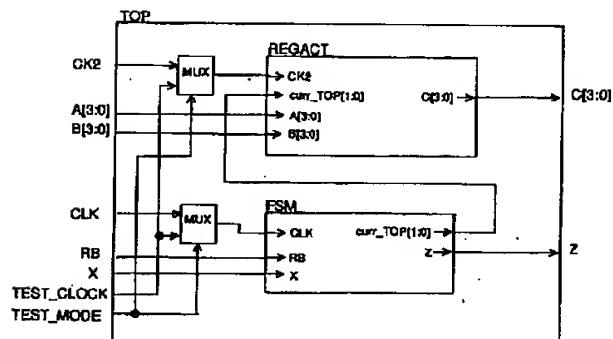 TOP
REGACT
CK2
MUX
CK2
curr_TOP[1:0]
C[3:0]
C[3:0]
A[3:0]
A[3:0]
B[3:0]
B[3:0]
CLK
MUX
FSM
CLK
curr_TOP[1:0]
RB
RB
Z
Z
X
X
TEST_CLOCK
TEST_MODE